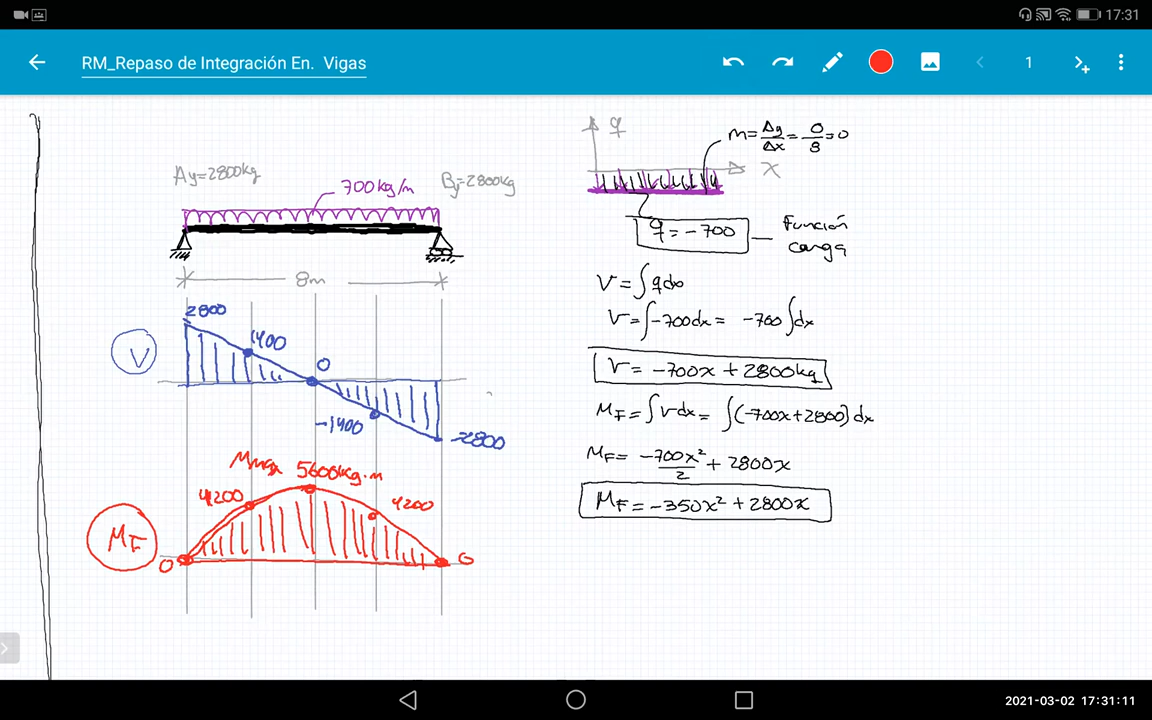 17:31
RM_Repaso de Integración En. Vigas
1
Ay=2800kg
700kg/m
By=2800kg
8m
V
2800
1400
0
-1400
-2800
MF
Mmax 5600kg·m
4200
4200
0
0
q
m=Δy/Δx=0/8=0
x
q=-700
Función
carga
V=∫qdx
V=∫-700dx= -700∫dx
V=-700x+2800kg
MF=∫Vdx=∫(-700x+2800)dx
MF=-700x²/2+2800x
MF=-350x²+2800x
2021-03-02 17:31:11